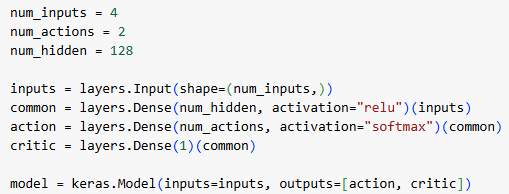 num_inputs = 4
num_actions = 2
num_hidden = 128
inputs = layers.Input(shape=(num_inputs,))
common = layers.Dense(num_hidden, activation="relu")(inputs)
action = layers.Dense(num_actions, activation="softmax")(common)
critic = layers.Dense(1)(common)
model = keras.Model(inputs=inputs, outputs=[action, critic])